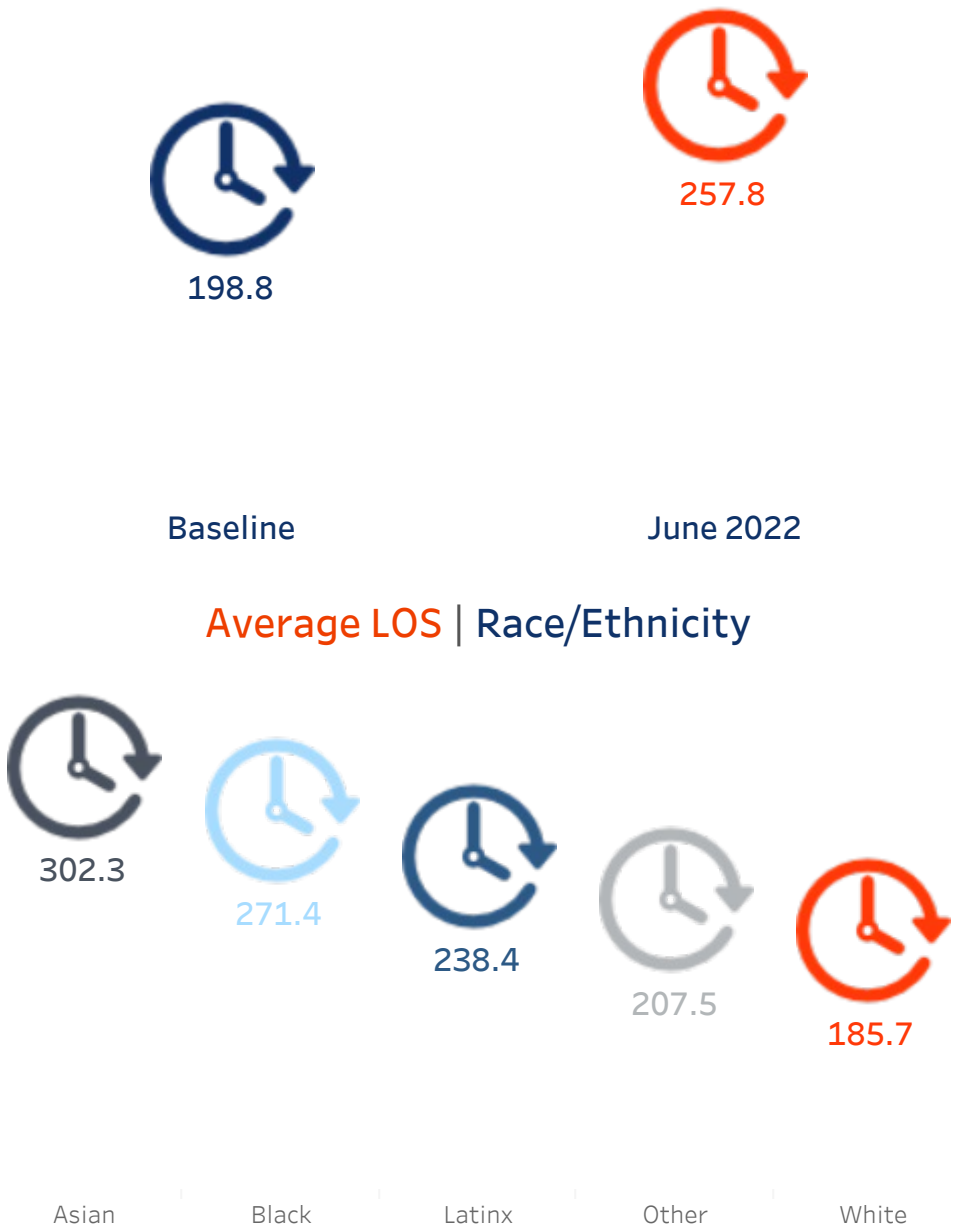 257.8
198.8
Baseline June 2022
Average LOS | Race/Ethnicity
302.3
271.4
238.4
207.5
185.7
Asian Black Latinx Other White